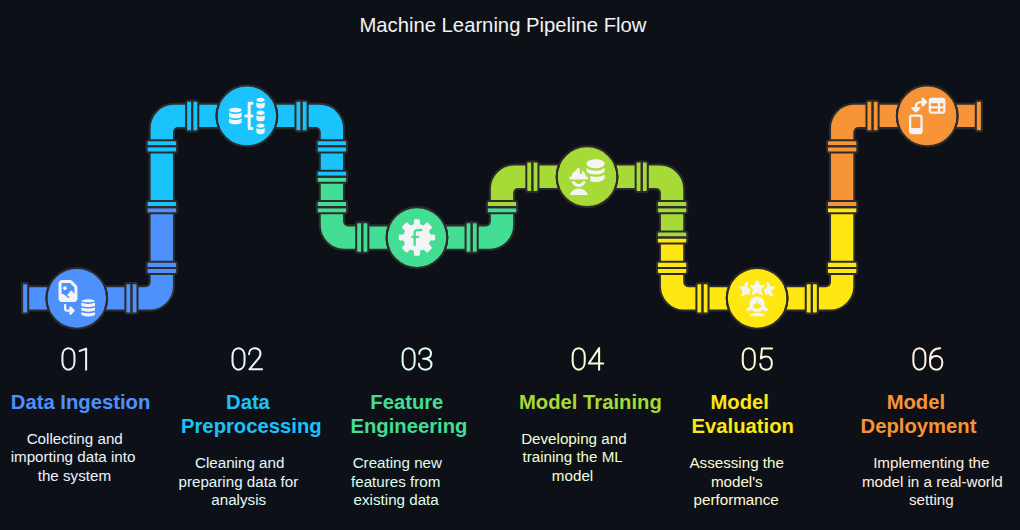 Machine Learning Pipeline Flow
01
Data Ingestion
Collecting and
importing data into
the system
02
Data
Preprocessing
Cleaning and
preparing data for
analysis
03
Feature
Engineering
Creating new
features from
existing data
04
Model Training
Developing and
training the ML
model
05
Model
Evaluation
Assessing the
model's
performance
06
Model
Deployment
Implementing the
model in a real-world
setting